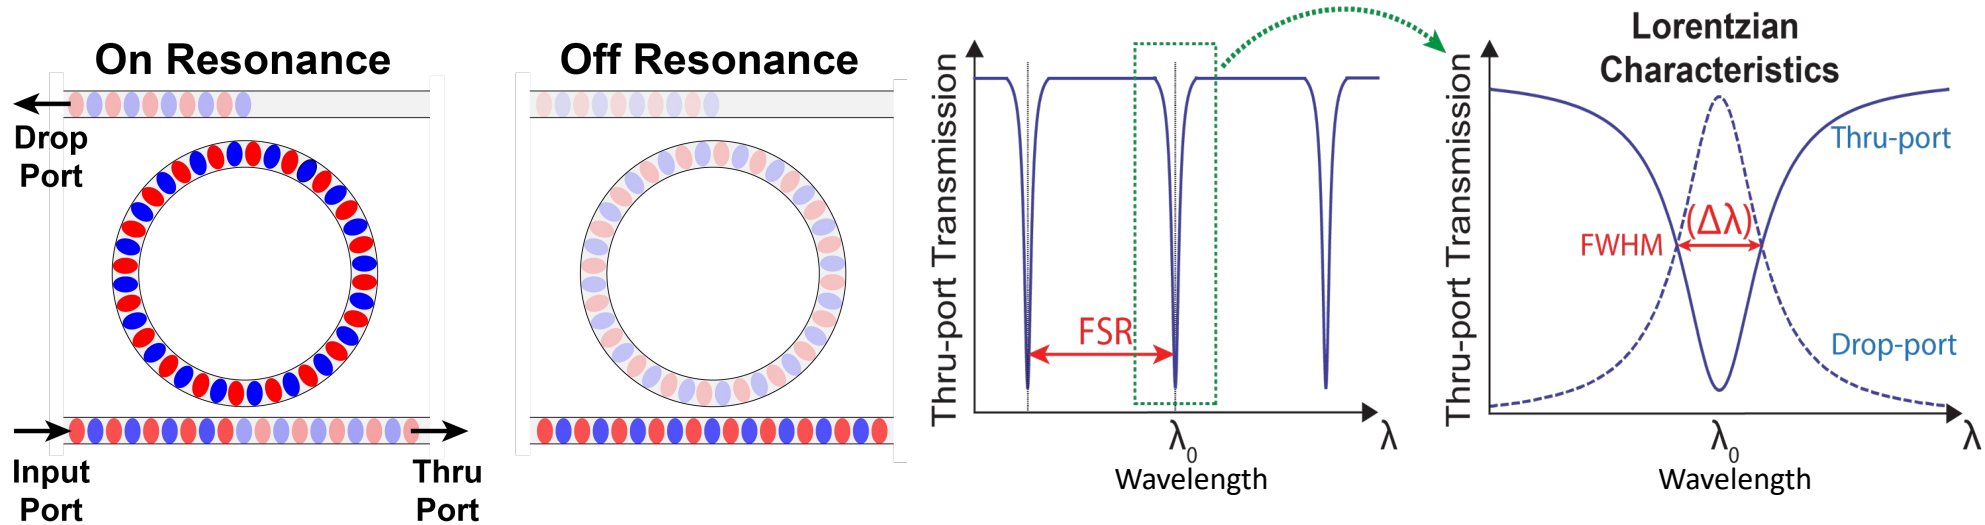 On Resonance
Drop
Port
Input
Port
Thru
Port
Off Resonance
Thru-port Transmission
FSR
λ0
λ
Wavelength
Lorentzian
Characteristics
Thru-port Transmission
Thru-port
(Δλ)
FWHM
Drop-port
λ0
λ
Wavelength